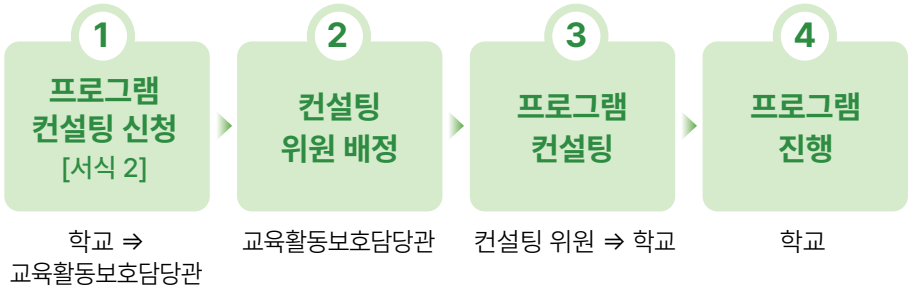 1
프로그램
컨설팅 신청
[서식 2]
학교 ⇒
교육활동보호담당관
2
컨설팅
위원 배정
교육활동보호담당관
3
프로그램
컨설팅
컨설팅 위원 ⇒ 학교
4
프로그램
진행
학교